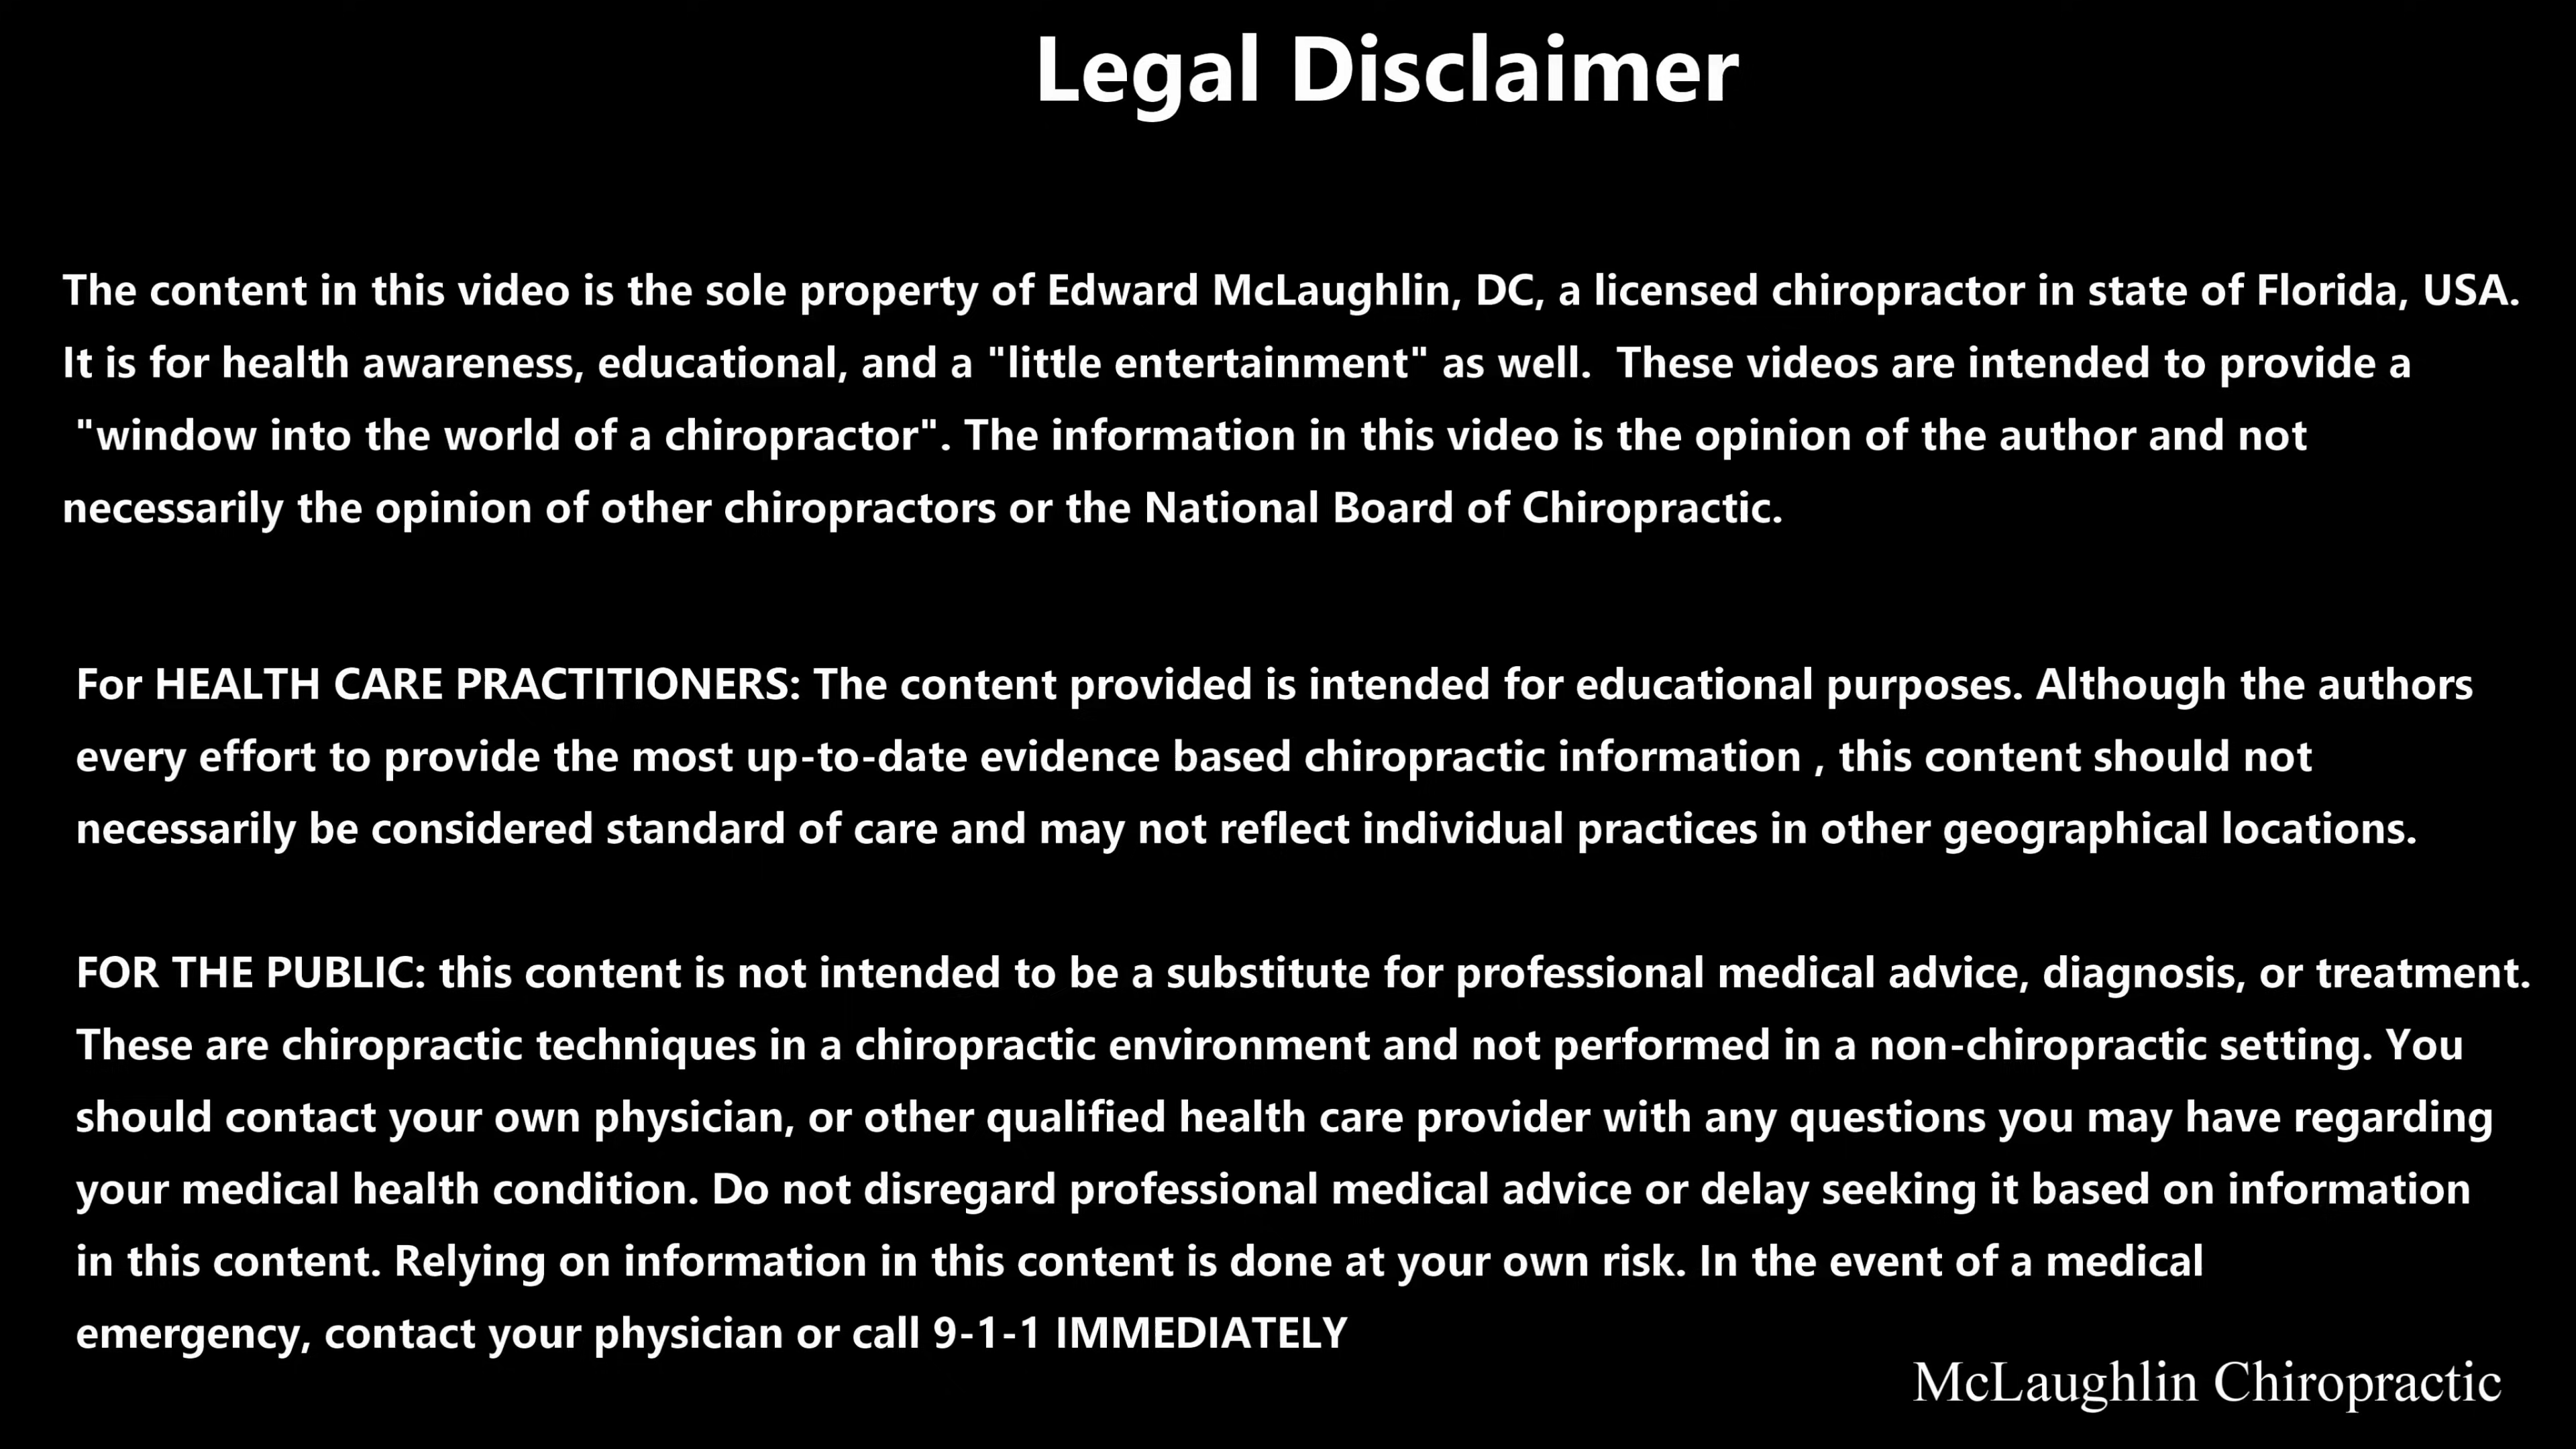 Legal Disclaimer
The content in this video is the sole property of Edward McLaughlin, DC, a licensed chiropractor in state of Florida, USA.
It is for health awareness, educational, and a "little entertainment" as well.  These videos are intended to provide a
"window into the world of a chiropractor". The information in this video is the opinion of the author and not
necessarily the opinion of other chiropractors or the National Board of Chiropractic.
For HEALTH CARE PRACTITIONERS: The content provided is intended for educational purposes. Although the authors
every effort to provide the most up-to-date evidence based chiropractic information , this content should not
necessarily be considered standard of care and may not reflect individual practices in other geographical locations.
FOR THE PUBLIC: this content is not intended to be a substitute for professional medical advice, diagnosis, or treatment.
These are chiropractic techniques in a chiropractic environment and not performed in a non-chiropractic setting. You
should contact your own physician, or other qualified health care provider with any questions you may have regarding
your medical health condition. Do not disregard professional medical advice or delay seeking it based on information
in this content. Relying on information in this content is done at your own risk. In the event of a medical
emergency, contact your physician or call 9-1-1 IMMEDIATELY
McLaughlin Chiropractic